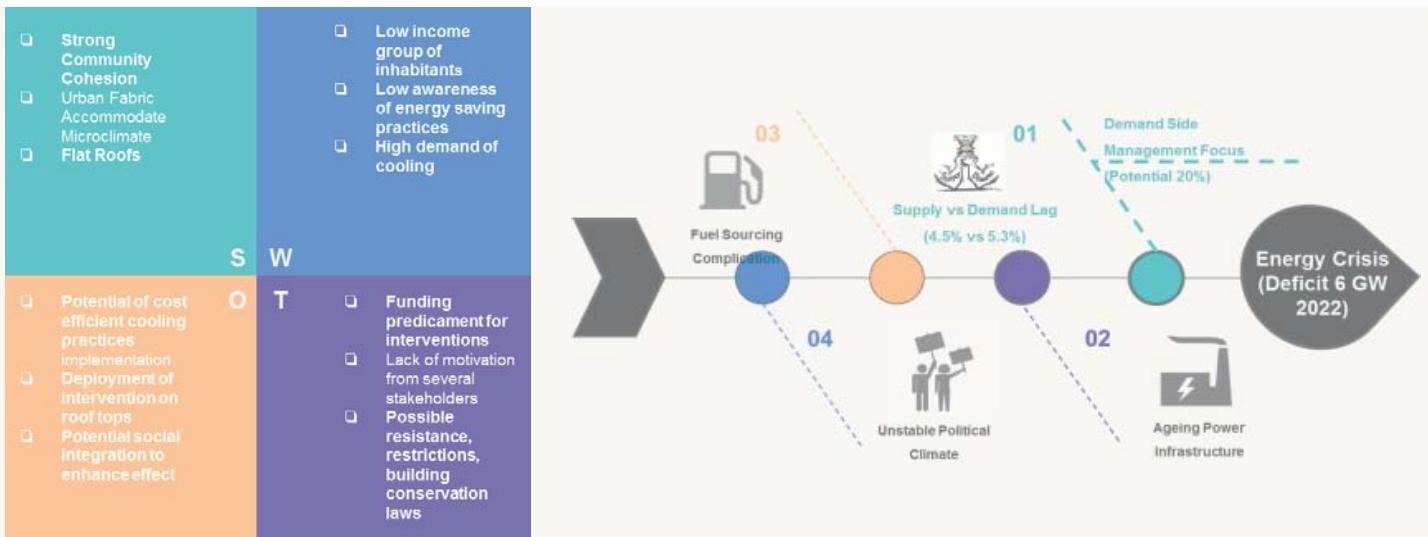 ❑ Strong
Community
Cohesion
❑ Urban Fabric
Accommodate
Microclimate
❑ Flat Roofs
S
❑ Low income
group of
inhabitants
❑ Low awareness
of energy saving
practices
❑ High demand of
cooling
W
❑ Potential of cost
efficient cooling
practices
implementation
❑ Deployment of
intervention on
roof tops
❑ Potential social
integration to
enhance effect
O
T
❑ Funding
predicament for
interventions
❑ Lack of motivation
from several
stakeholders
❑ Possible
resistance,
restrictions,
building
conservation
laws
03
Fuel Sourcing
Complication
01
Supply vs Demand Lag
(4.5% vs 5.3%)
Demand Side
Management Focus
(Potential 20%)
Energy Crisis
(Deficit 6 GW
2022)
04
Unstable Political
Climate
02
Ageing Power
Infrastructure